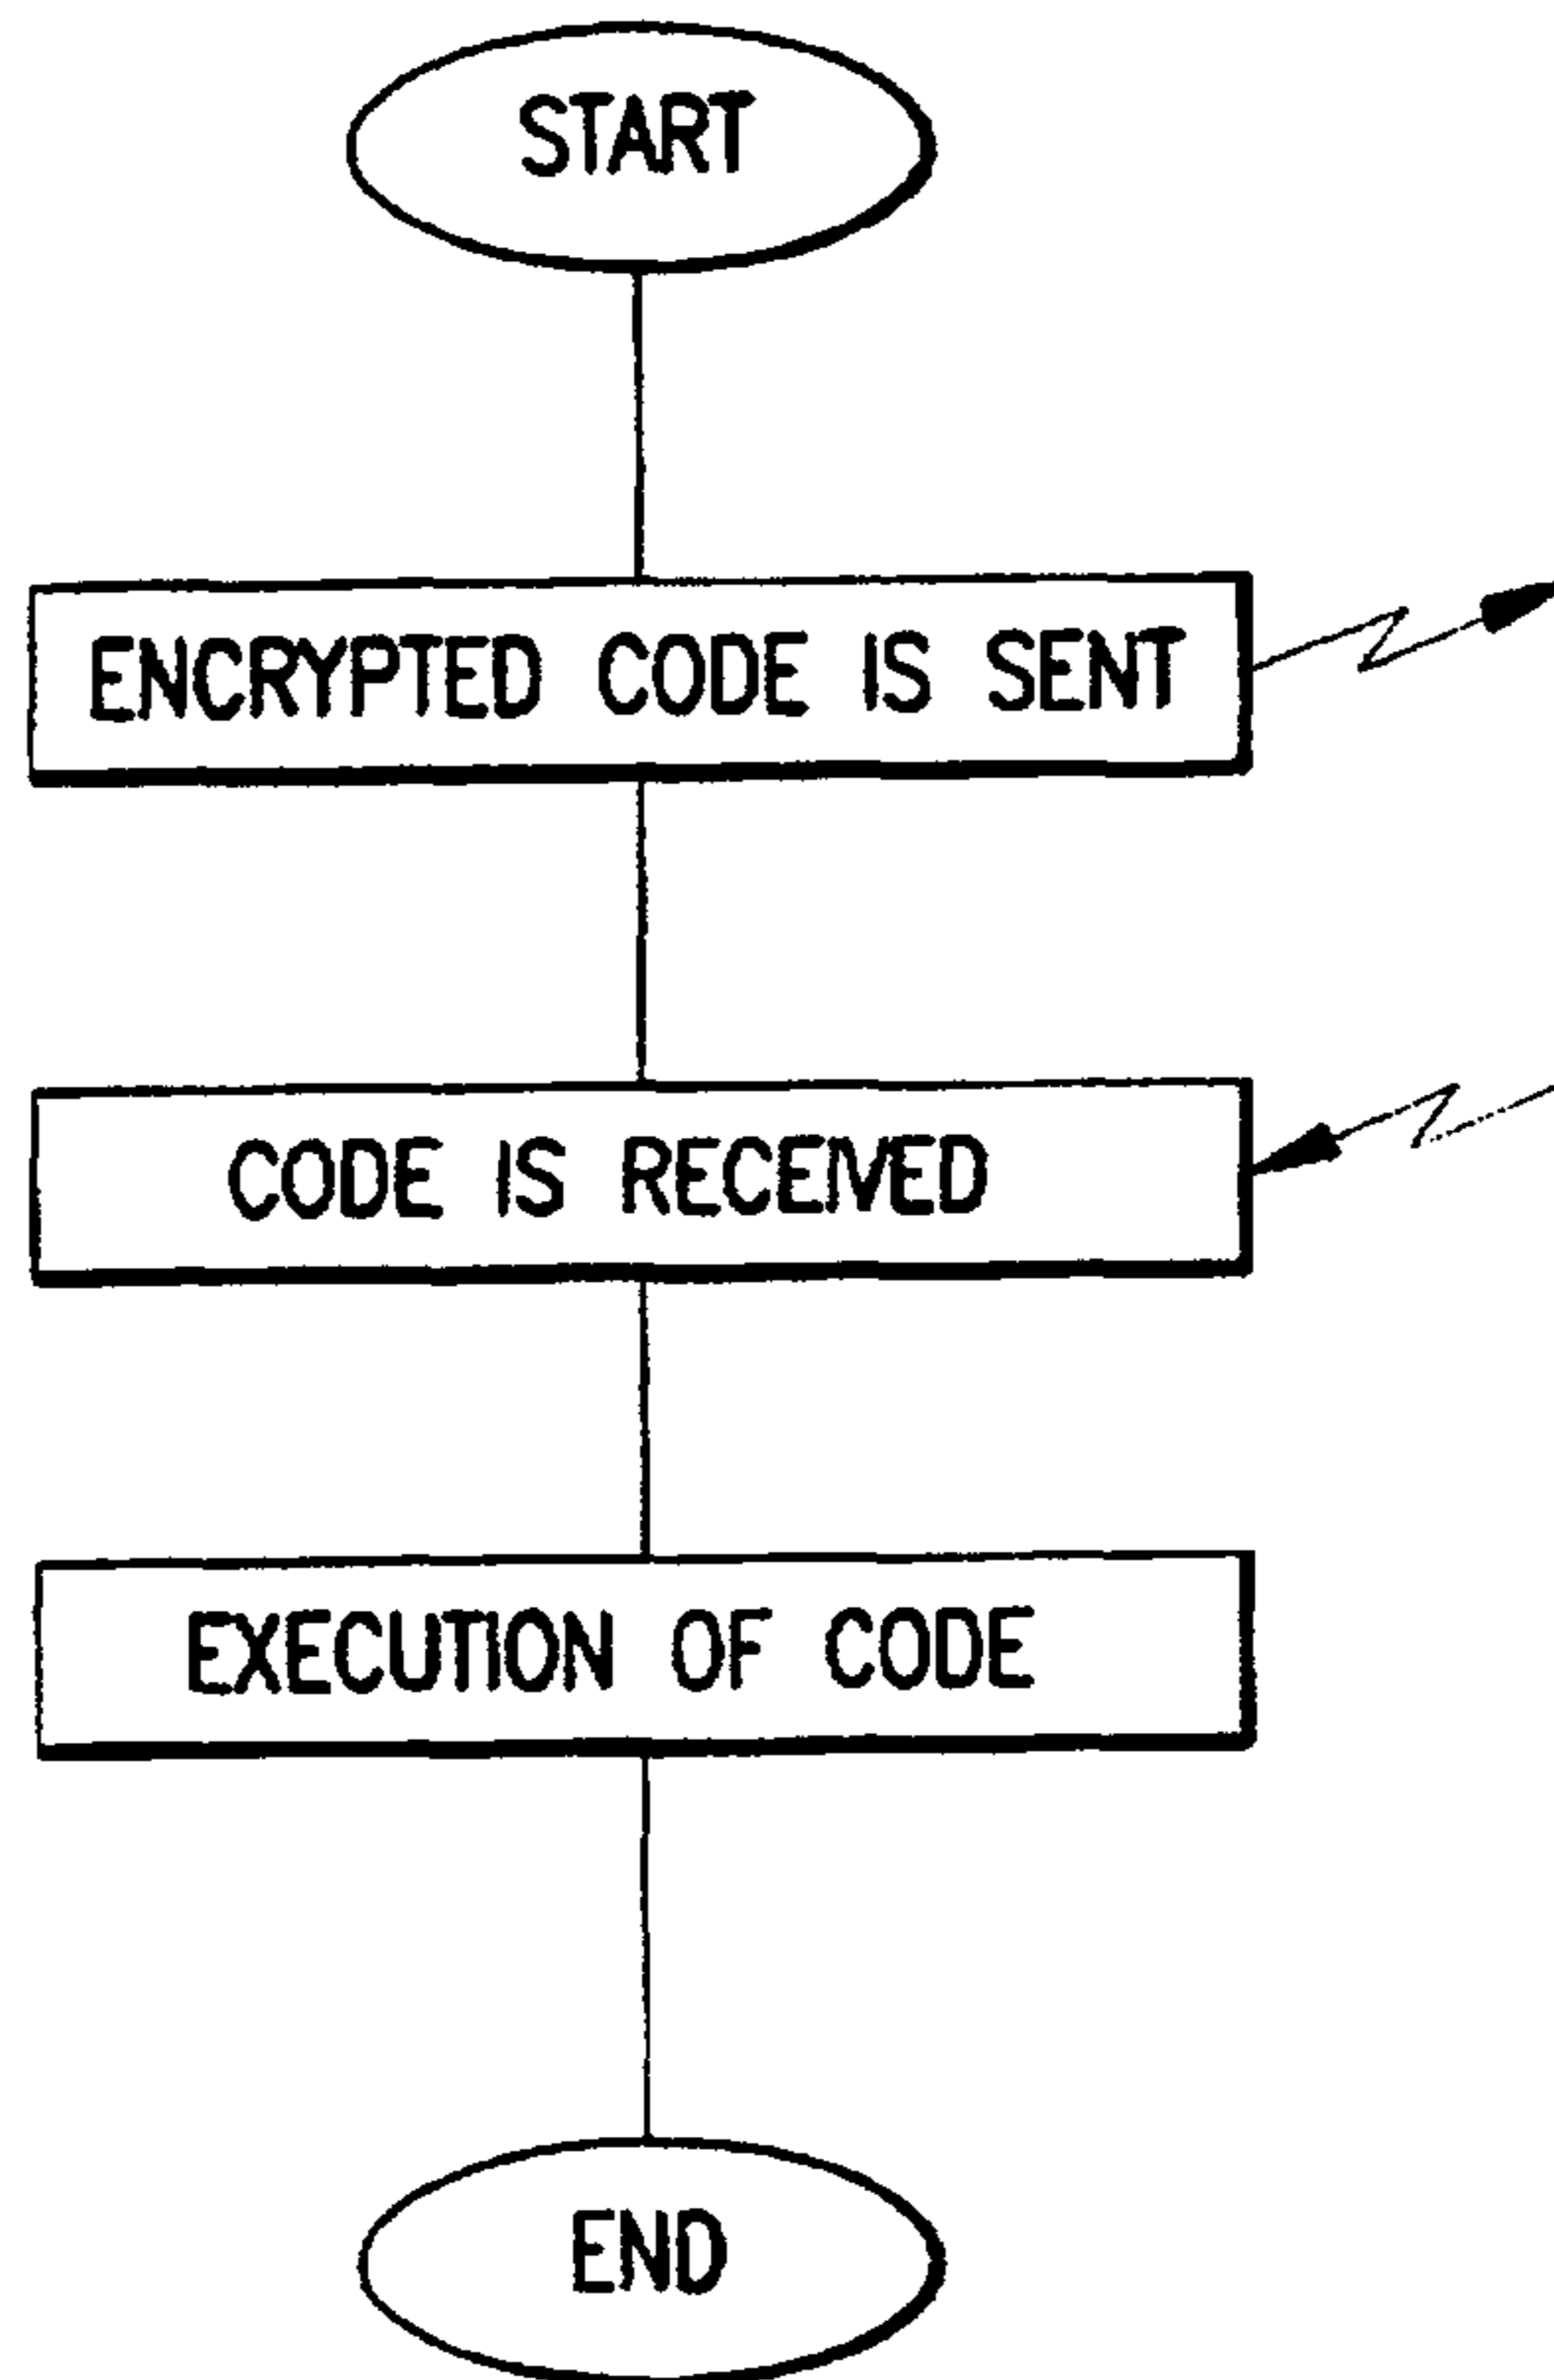 START
ENCRYPTED CODE IS SENT
CODE IS RECEIVED
EXECUTION OF CODE
END